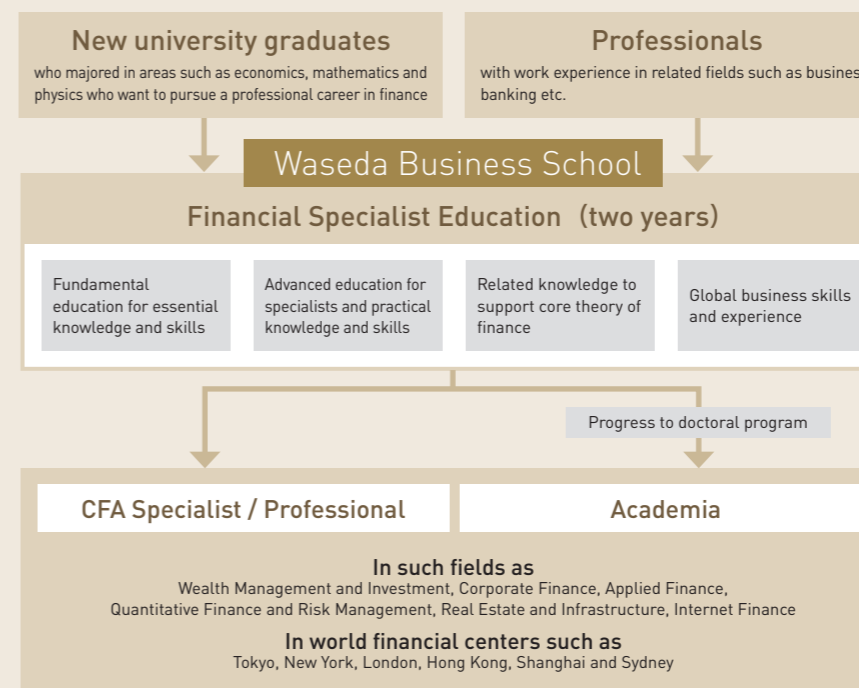 New university graduates
who majored in areas such as economics, mathematics and
physics who want to pursue a professional career in finance
Professionals
with work experience in related fields such as busines
banking etc.
Waseda Business School
Financial Specialist Education (two years)
Fundamental
education for essential
knowledge and skills
Advanced education for
specialists and practical
knowledge and skills
Related knowledge to
support core theory of
finance
Global business skills
and experience
Progress to doctoral program
CFA Specialist / Professional
Academia
In such fields as
Wealth Management and Investment, Corporate Finance, Applied Finance,
Quantitative Finance and Risk Management, Real Estate and Infrastructure, Internet Finance
In world financial centers such as
Tokyo, New York, London, Hong Kong, Shanghai and Sydney